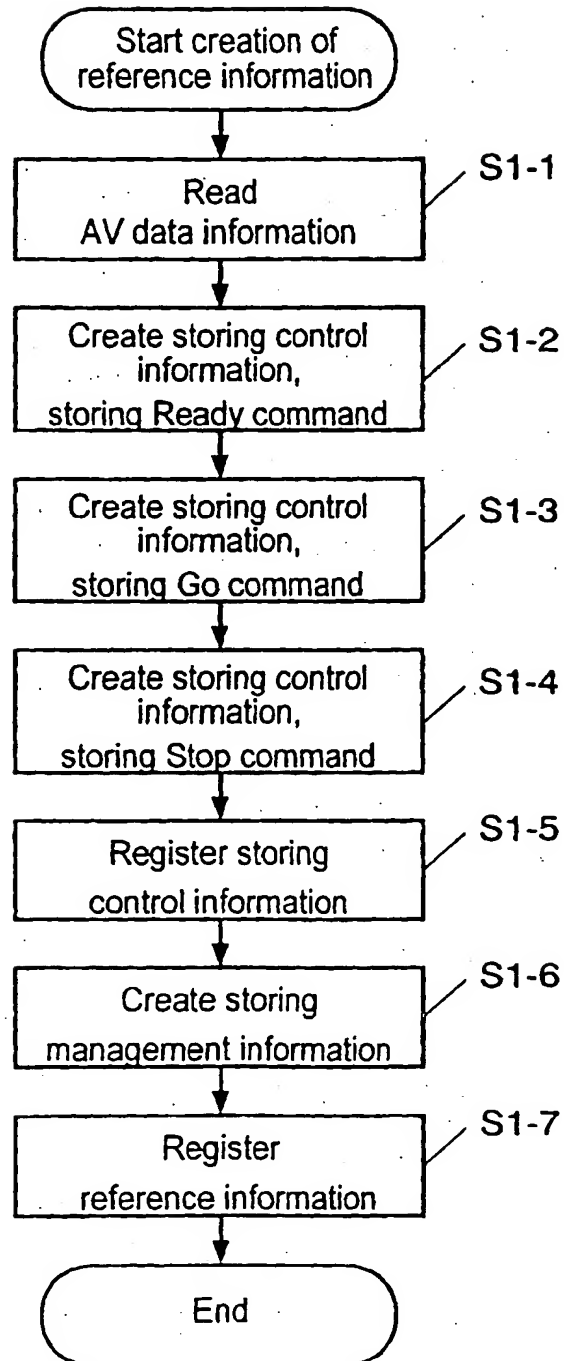 Start creation of
reference information
S1-1
Read
AV data information
S1-2
Create storing control
information,
storing Ready command
S1-3
Create storing control
information,
storing Go command
S1-4
Create storing control
information,
storing Stop command
S1-5
Register storing
control information
S1-6
Create storing
management information
S1-7
Register
reference information
End